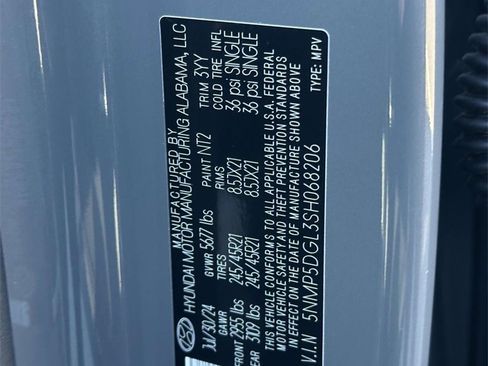 MANUFACTURED BY
HYUNDAI MOTOR MANUFACTURING ALABAMA, LLC
Jul/30/24 GVWR 5677 lbs PAINT NT2 TRIM 3YY
GAWR TIRES RIMS COLD TIRE INFL
FRONT 2955 lbs 245/45R21 8.5JX21 36 psi SINGLE
REAR 3109 lbs 245/45R21 8.5JX21 36 psi SINGLE
THIS VEHICLE CONFORMS TO ALL APPLICABLE U.S.A. FEDERAL
MOTOR VEHICLE SAFETY, BUMPER, AND THEFT PREVENTION STANDARDS
IN EFFECT ON THE DATE OF MANUFACTURE SHOWN ABOVE
V.I.N 5NMP5DGL3SH068206 TYPE: MPV